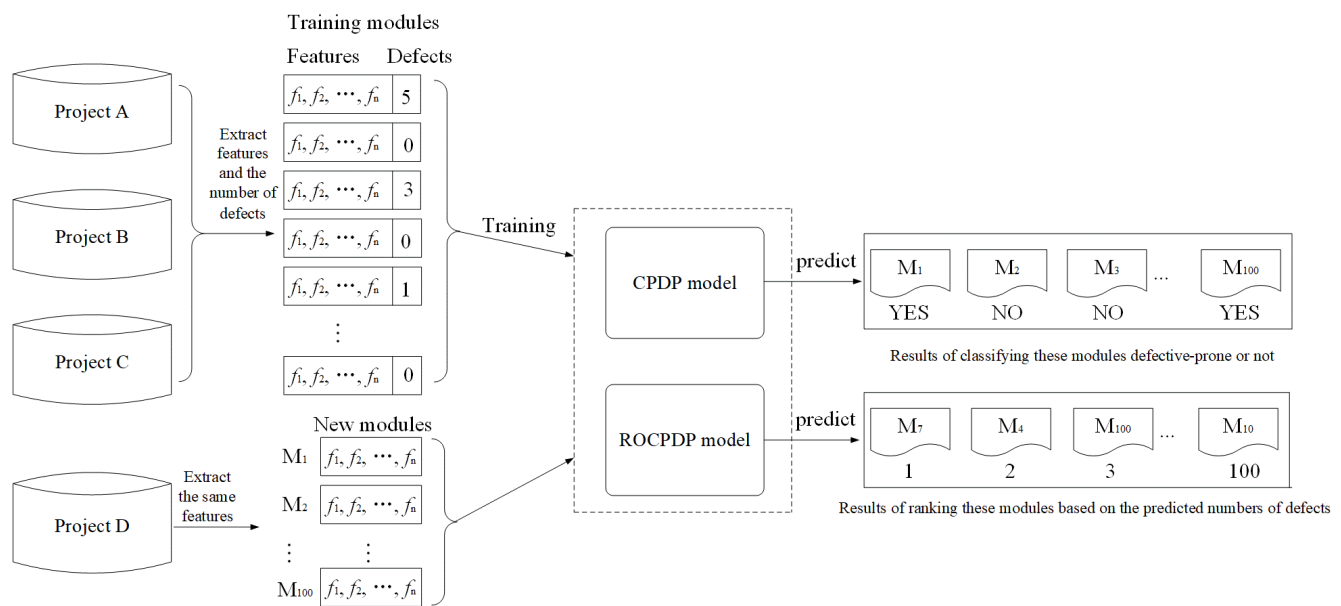 Training modules
Features Defects
Project A
Project B
Project C
Extract
features
and the
number of
defects
f1, f2, ⋯, fn 5
f1, f2, ⋯, fn 0
f1, f2, ⋯, fn 3
f1, f2, ⋯, fn 0
f1, f2, ⋯, fn 1
⋮
f1, f2, ⋯, fn 0
Training
New modules
Project D
Extract
the same
features
M1 f1, f2, ⋯, fn
M2 f1, f2, ⋯, fn
⋮ ⋮
M100 f1, f2, ⋯, fn
CPDP model
ROCPDP model
predict
M1 M2 M3 ... M100
YES NO NO YES
Results of classifying these modules defective-prone or not
predict
M7 M4 M100 ... M10
1 2 3 100
Results of ranking these modules based on the predicted numbers of defects